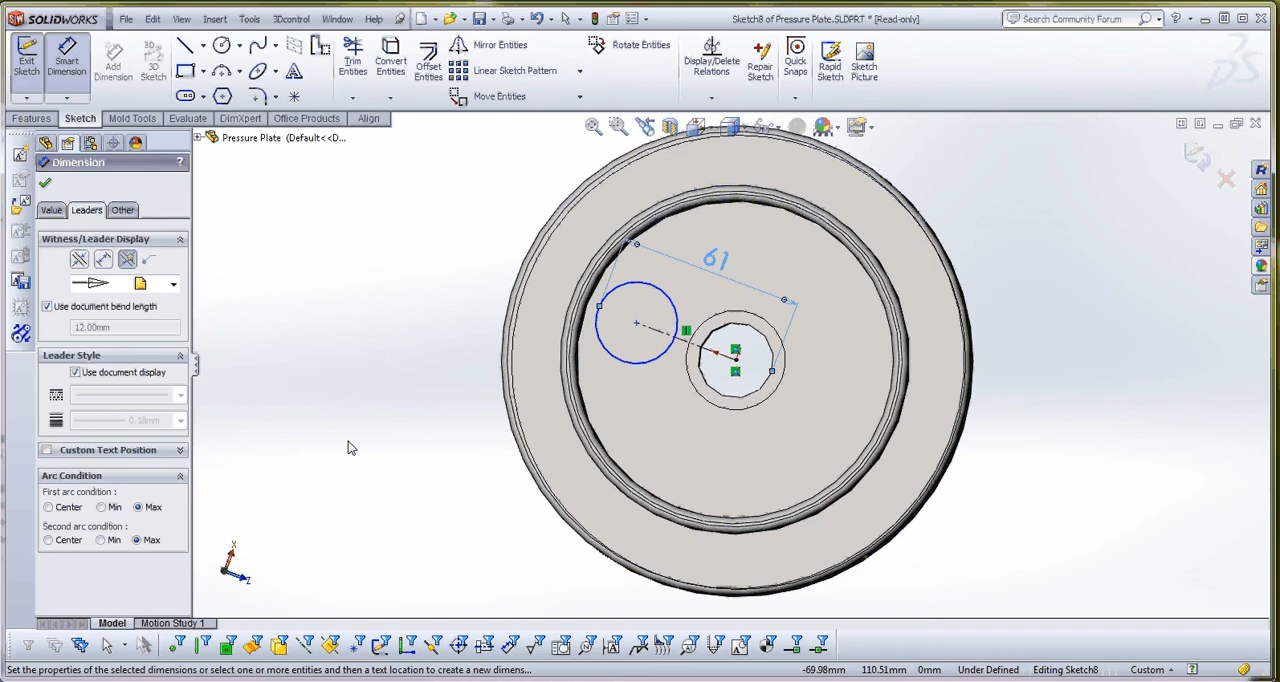 SOLIDWORKS File Edit View Insert Tools 3Dcontrol Window Help Sketch8 of Pressure Plate.SLDPRT * [Read-only] Search Community Forum
Exit Sketch
Smart Dimension
Add Dimension
3D Sketch
Trim Entities
Convert Entities
Offset Entities
Mirror Entities
Linear Sketch Pattern
Move Entities
Rotate Entities
Display/Delete Relations
Repair Sketch
Quick Snaps
Rapid Sketch
Sketch Picture
Features Sketch Mold Tools Evaluate DimXpert Office Products Align
Pressure Plate (Default<<D...
Dimension ?
Value Leaders Other
Witness/Leader Display
Use document bend length
12.00mm
Leader Style
Use document display
0.18mm
Custom Text Position
Arc Condition
First arc condition :
Center Min Max
Second arc condition :
Center Min Max
61
X
Z
Model Motion Study 1
Set the properties of the selected dimensions or select one or more entities and then a text location to create a new dimens... -69.98mm 110.51mm 0mm Under Defined Editing Sketch8 Custom